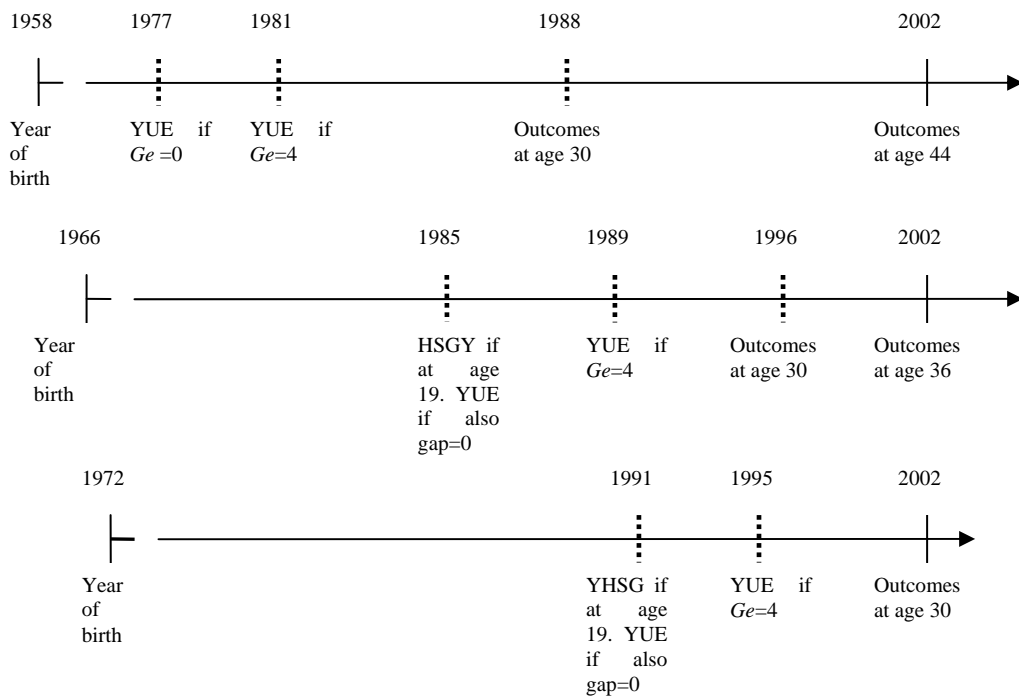 1958 1977 1981 1988 2002
Year of birth
YUE if Ge =0
YUE if Ge=4
Outcomes at age 30
Outcomes at age 44
1966 1985 1989 1996 2002
Year of birth
HSGY if at age 19. YUE if also gap=0
YUE if Ge=4
Outcomes at age 30
Outcomes at age 36
1972 1991 1995 2002
Year of birth
YHSG if at age 19. YUE if also gap=0
YUE if Ge=4
Outcomes at age 30